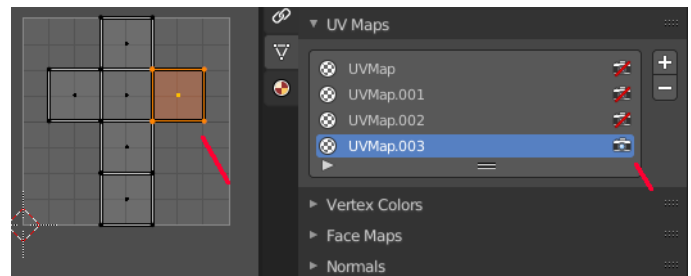 UV Maps
UVMap
UVMap.001
UVMap.002
UVMap.003
Vertex Colors
Face Maps
Normals